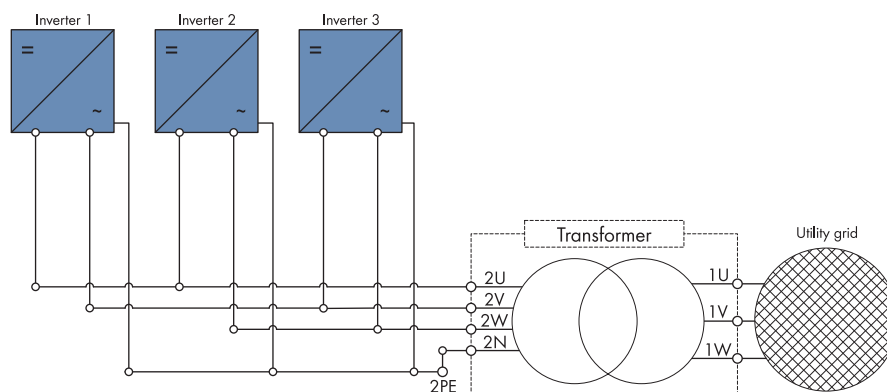 Inverter 1
Inverter 2
Inverter 3
=
~
=
~
=
~
Transformer
Utility grid
2U
2V
2W
2N
2PE
1U
1V
1W